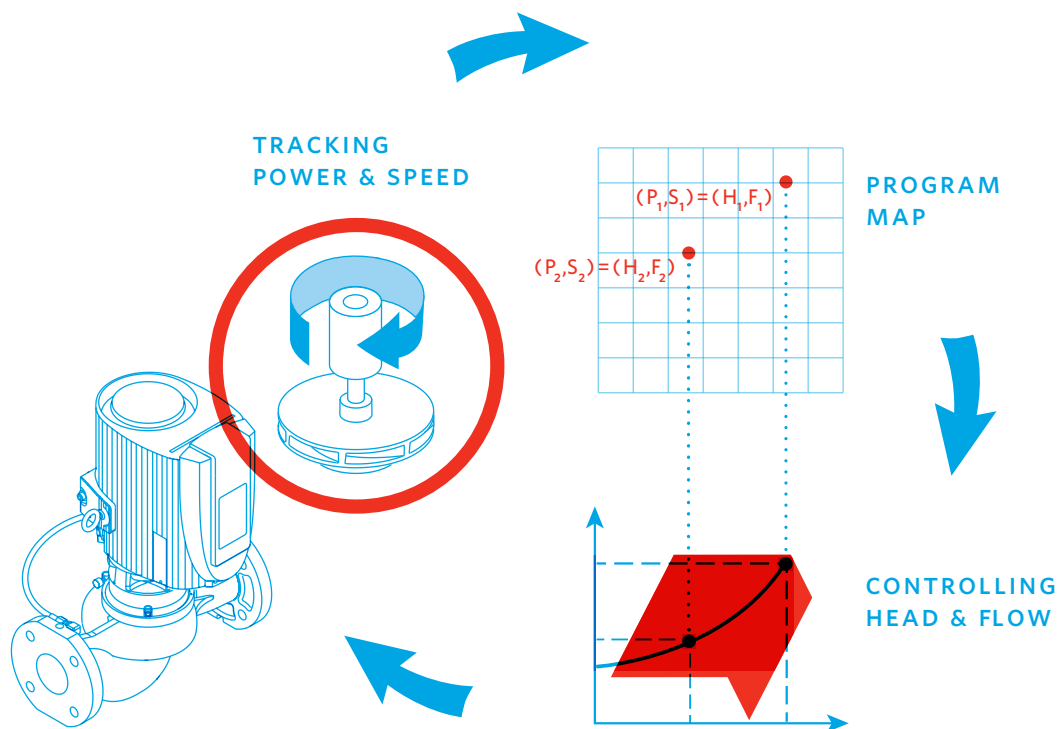 TRACKING
POWER & SPEED
(P₁,S₁)=(H₁,F₁)
PROGRAM
MAP
(P₂,S₂)=(H₂,F₂)
CONTROLLING
HEAD & FLOW